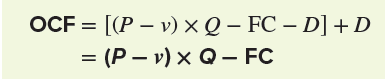 OCF = [(P – v) × Q – FC – D] + D
= (P – v) × Q – FC